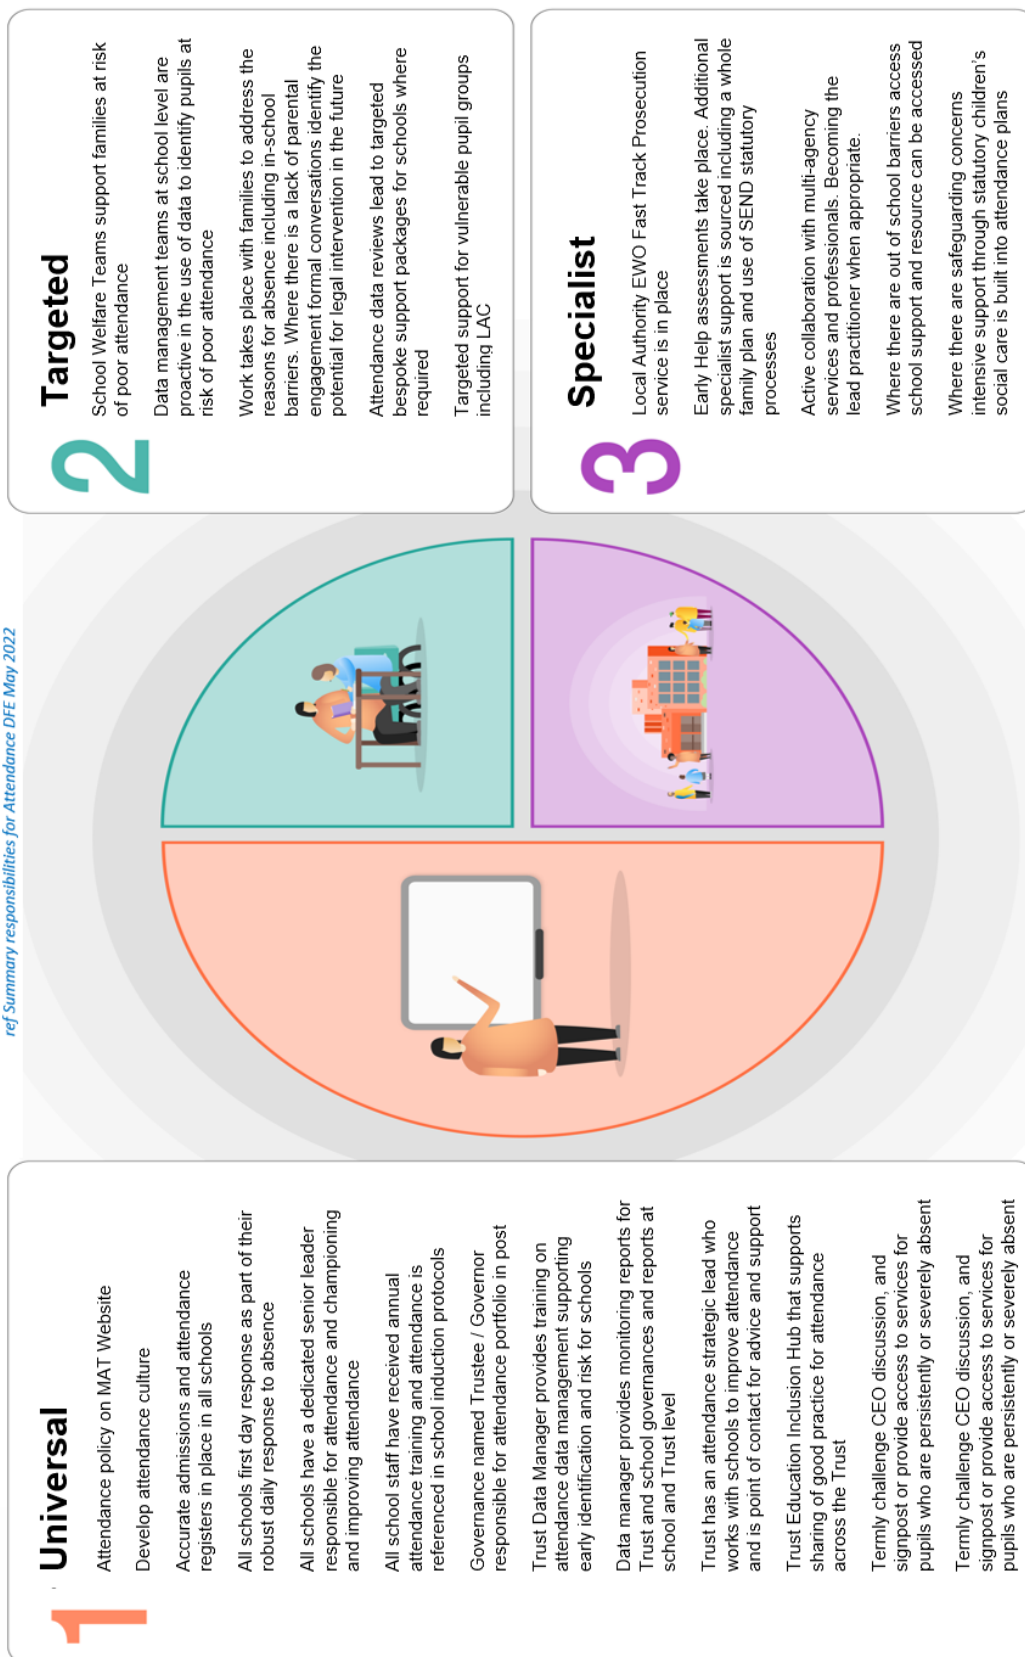 ref Summary responsibilities for Attendance DFE May 2022
1
Universal
Attendance policy on MAT Website
Develop attendance culture
Accurate admissions and attendance
registers in place in all schools
All schools first day response as part of their
robust daily response to absence
All schools have a dedicated senior leader
responsible for attendance and championing
and improving attendance
All school staff have received annual
attendance training and attendance is
referenced in school induction protocols
Governance named Trustee / Governor
responsible for attendance portfolio in post
Trust Data Manager provides training on
attendance data management supporting
early identification and risk for schools
Data manager provides monitoring reports for
Trust and school governances and reports at
school and Trust level
Trust has an attendance strategic lead who
works with schools to improve attendance
and is point of contact for advice and support
Trust Education Inclusion Hub that supports
sharing of good practice for attendance
across the Trust
Termly challenge CEO discussion, and
signpost or provide access to services for
pupils who are persistently or severely absent
Termly challenge CEO discussion, and
signpost or provide access to services for
pupils who are persistently or severely absent
2
Targeted
School Welfare Teams support families at risk
of poor attendance
Data management teams at school level are
proactive in the use of data to identify pupils at
risk of poor attendance
Work takes place with families to address the
reasons for absence including in-school
barriers. Where there is a lack of parental
engagement formal conversations identify the
potential for legal intervention in the future
Attendance data reviews lead to targeted
bespoke support packages for schools where
required
Targeted support for vulnerable pupil groups
including LAC
3
Specialist
Local Authority EWO Fast Track Prosecution
service is in place
Early Help assessments take place. Additional
specialist support is sourced including a whole
family plan and use of SEND statutory
processes
Active collaboration with multi-agency
services and professionals. Becoming the
lead practitioner when appropriate.
Where there are out of school barriers access
school support and resource can be accessed
Where there are safeguarding concerns
intensive support through statutory children's
social care is built into attendance plans